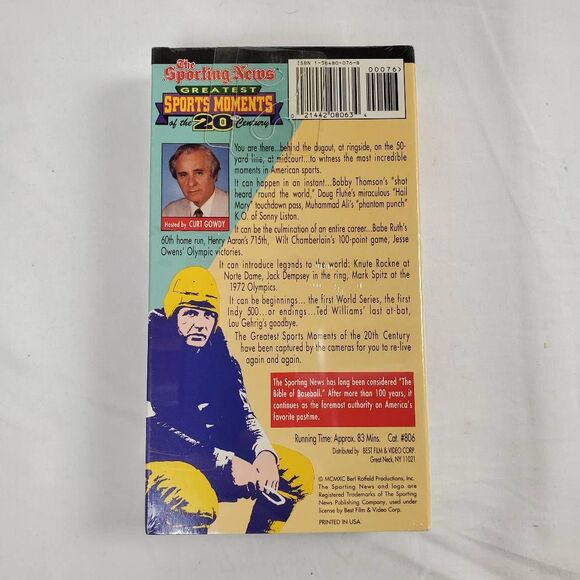 The
Sporting News™
GREATEST
SPORTS MOMENTS
of the 20th Century
ISBN 1-56480-076-8
00076>
0 21442 08063 4
Hosted by CURT GOWDY
You are there...behind the dugout, at ringside, on the 50-
yard line, at midcourt...to witness the most incredible
moments in American sports.
It can happen in an instant...Bobby Thomson's "shot
heard 'round the world," Doug Flutie's miraculous "Hail
Mary" touchdown pass, Muhammad Ali's "phantom punch"
K.O. of Sonny Liston.
It can be the culmination of an entire career...Babe Ruth's
60th home run, Henry Aaron's 715th, Wilt Chamberlain's 100-point game, Jesse
Owens' Olympic victories.
It can introduce legends to the world: Knute Rockne at
Norte Dame, Jack Dempsey in the ring, Mark Spitz at the
1972 Olympics.
It can be beginnings... the first World Series, the first
Indy 500...or endings...Ted Williams' last at-bat,
Lou Gehrig's goodbye.
The Greatest Sports Moments of the 20th Century
have been captured by the cameras for you to re-live
again and again.
The Sporting News has long been considered "The
Bible of Baseball." After more than 100 years, it
continues as the foremost authority on America's
favorite pastime.
Running Time: Approx. 83 Mins. Cat. #806
Distributed by BEST FILM & VIDEO CORP.
Great Neck, NY 11021
© MCMXC Berl Rotfeld Productions, Inc.
The Sporting News and logo are
Registered Trademarks of The Sporting
News Publishing Company, used under
license by Best Film & Video Corp.
PRINTED IN USA